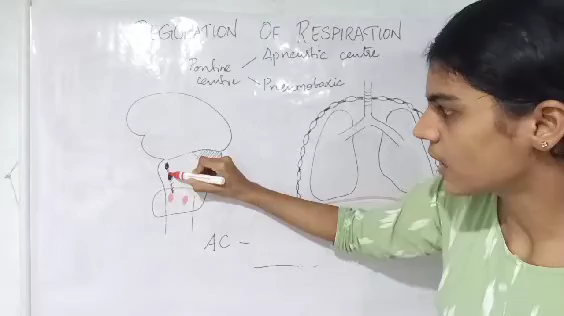 REGULATION OF RESPIRATION
Pontine centre
Apneustic centre
Pneumotaxic
AC -